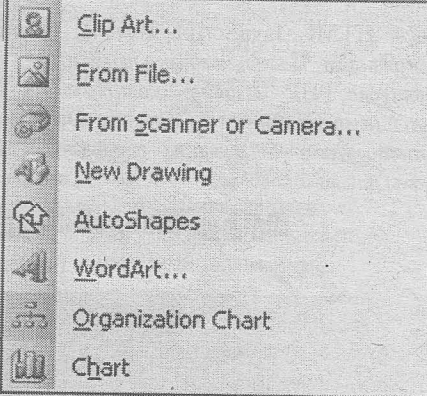 Clip Art...
From File...
From Scanner or Camera...
New Drawing
AutoShapes
WordArt...
Organization Chart
Chart